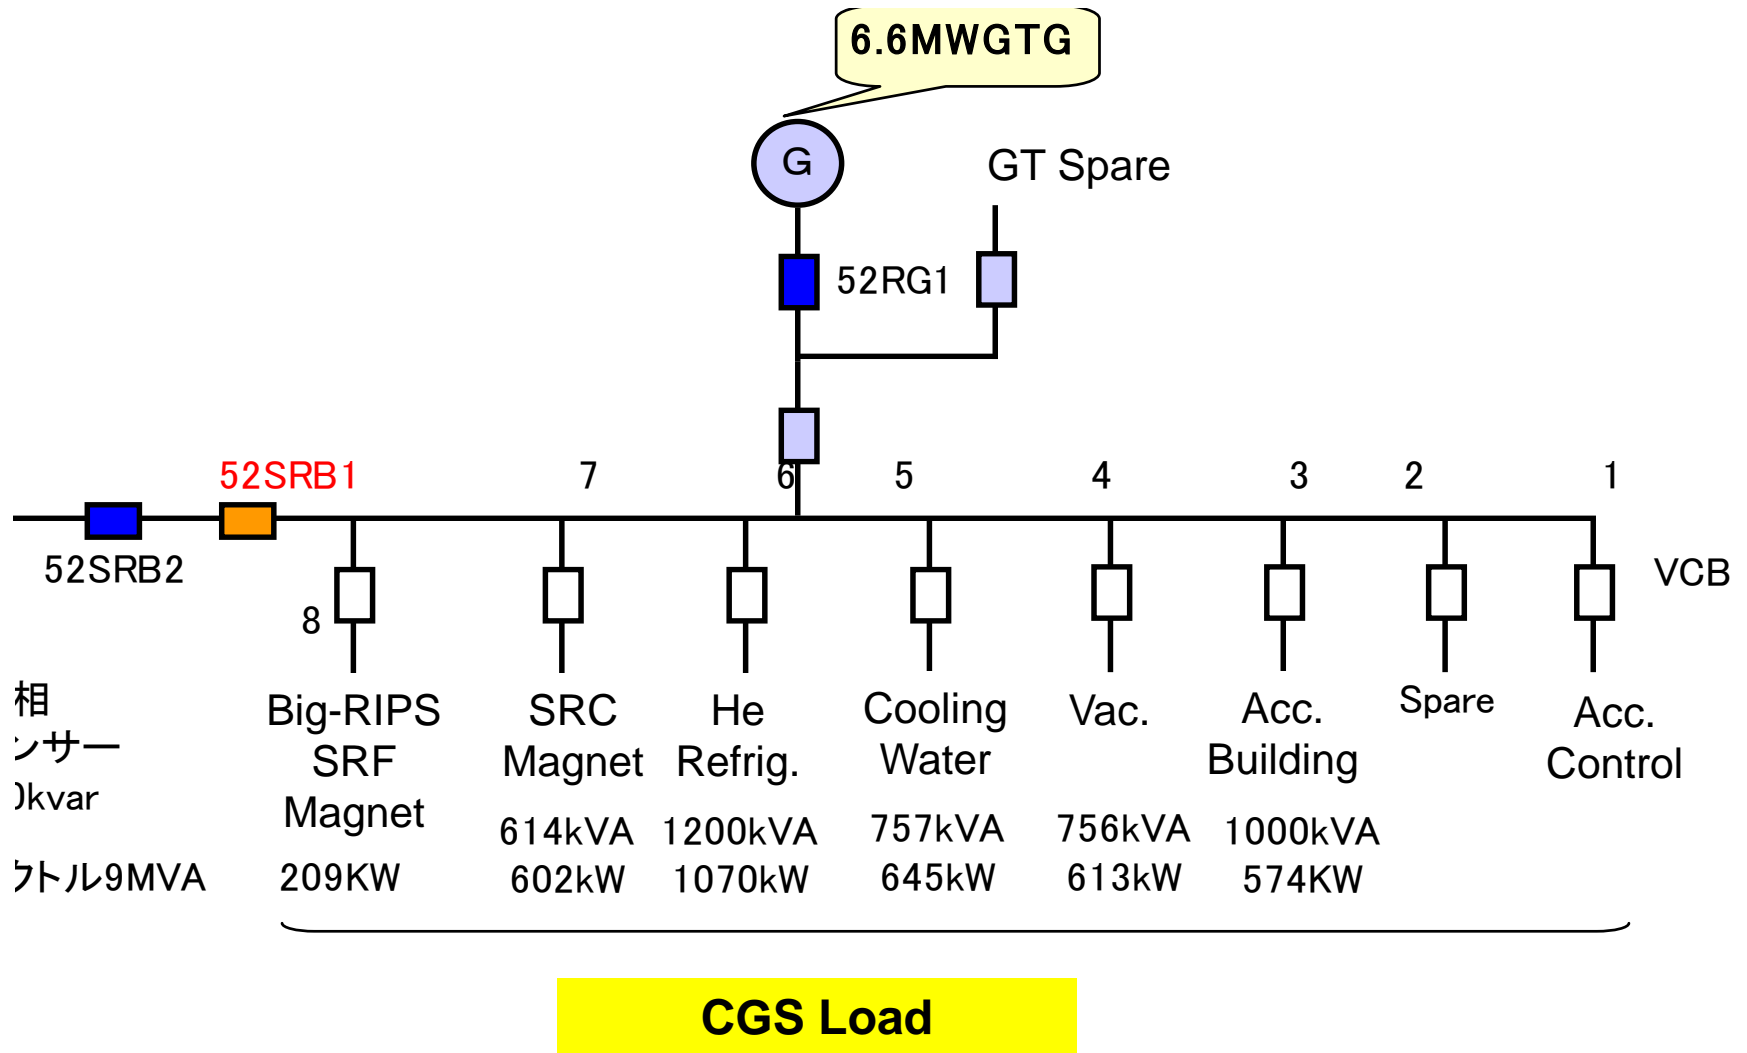 6.6MWGTG
G
GT Spare
52RG1
52SRB1
7
6
5
4
3
2
1
52SRB2
VCB
8
相
ンサー
0kvar
クトル9MVA
Big-RIPS
SRF
Magnet
209KW
SRC
Magnet
614kVA
602kW
He
Refrig.
1200kVA
1070kW
Cooling
Water
757kVA
645kW
Vac.
756kVA
613kW
Acc.
Building
1000kVA
574KW
Spare
Acc.
Control
CGS Load